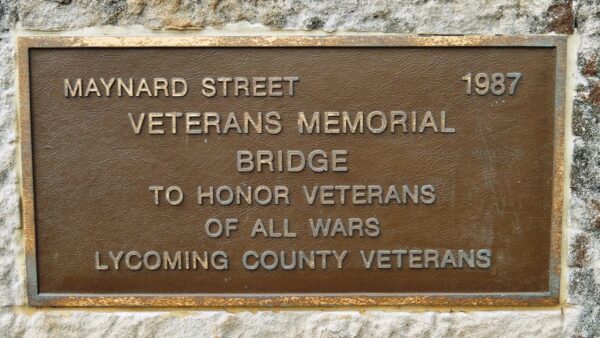 MAYNARD STREET 1987
VETERANS MEMORIAL
BRIDGE
TO HONOR VETERANS
OF ALL WARS
LYCOMING COUNTY VETERANS